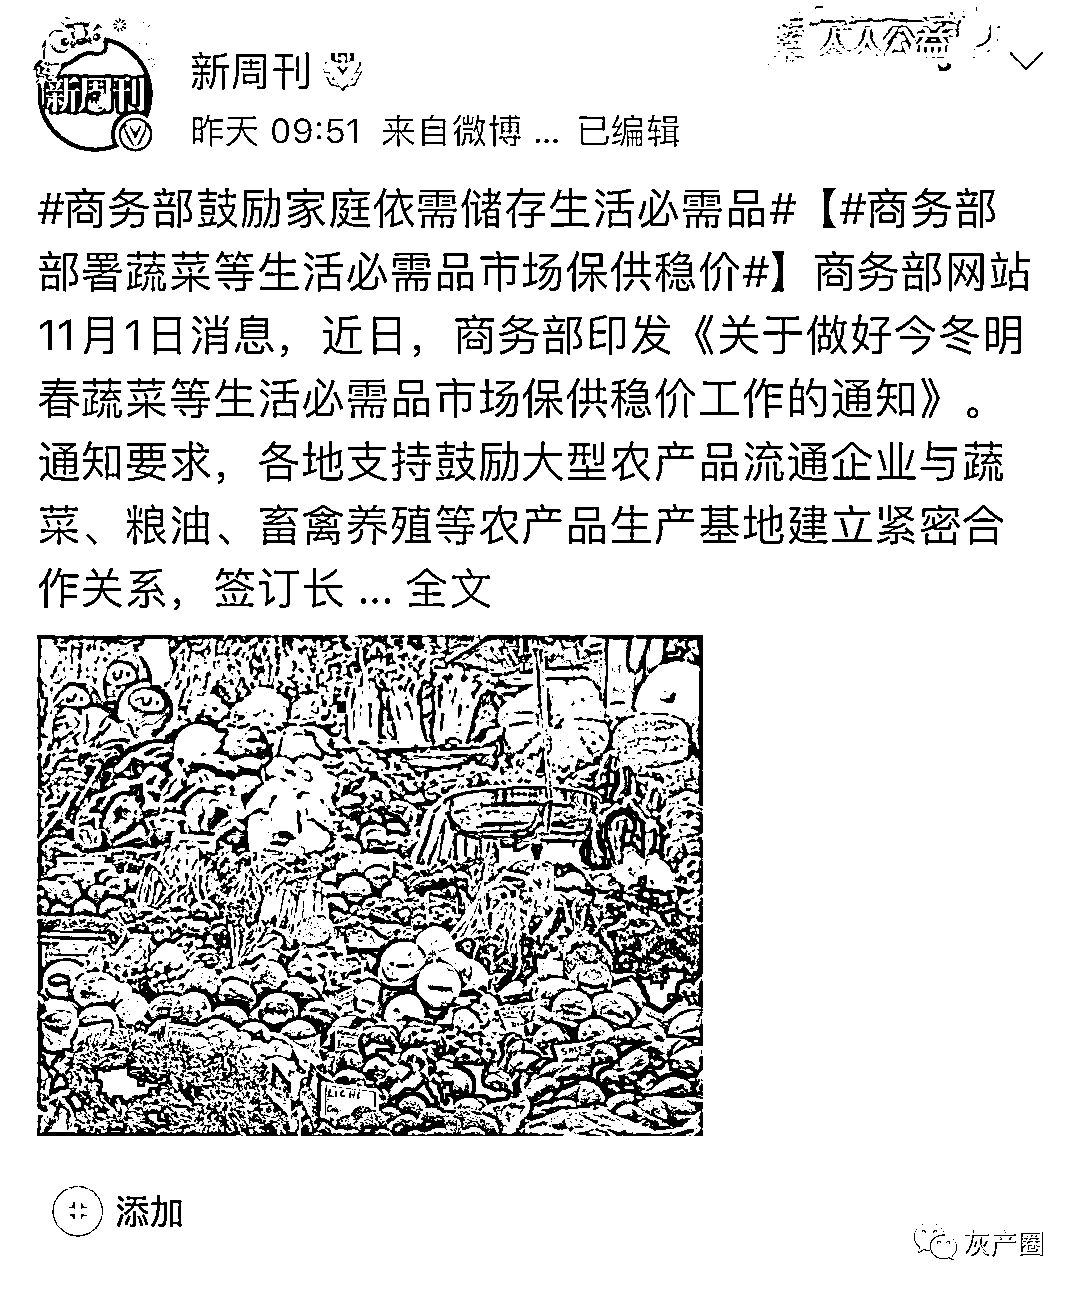 人人公益
新周刊
新周刊
昨天 09:51 来自微博 ... 已编辑
#商务部鼓励家庭依需储存生活必需品#【#商务部
部署蔬菜等生活必需品市场保供稳价#】商务部网站
11月1日消息，近日，商务部印发《关于做好今冬明
春蔬菜等生活必需品市场保供稳价工作的通知》。
通知要求，各地支持鼓励大型农产品流通企业与蔬
菜、粮油、畜禽养殖等农产品生产基地建立紧密合
作关系，签订长 ... 全文
LICHI
添加
灰产圈